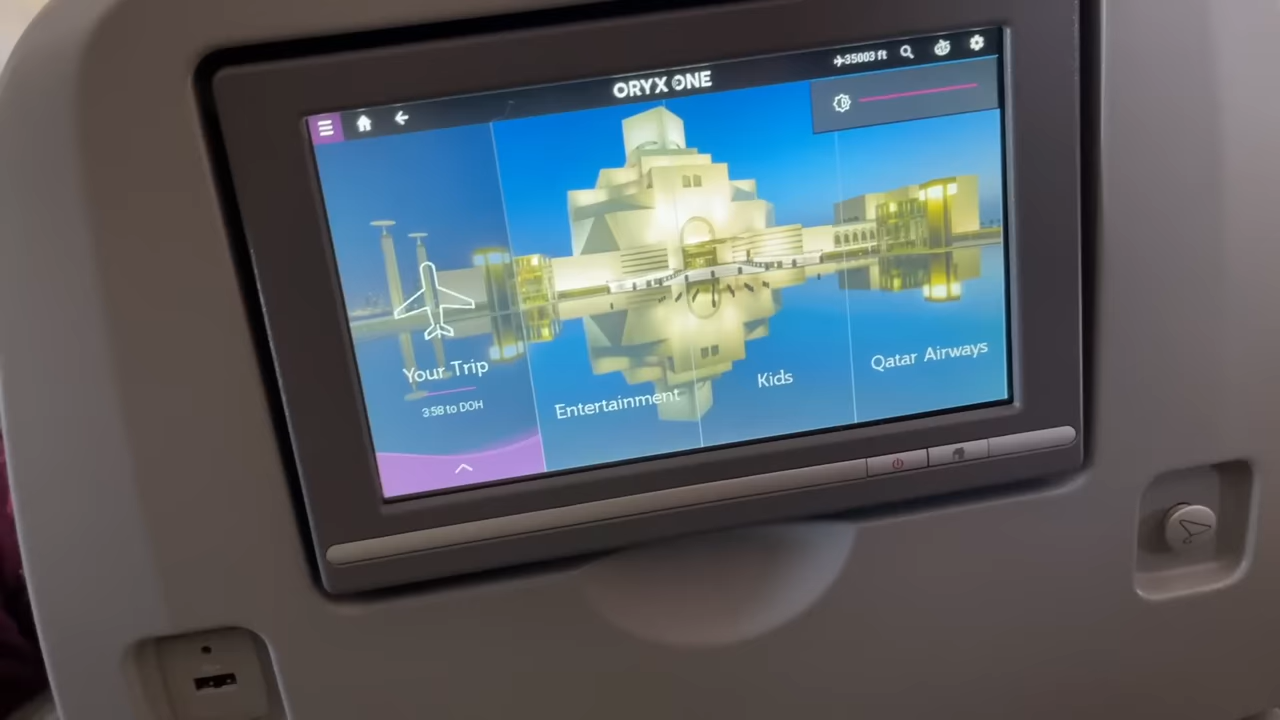 ORYX ONE
35003 ft
Your Trip
3:58 to DOH
Entertainment
Kids
Qatar Airways